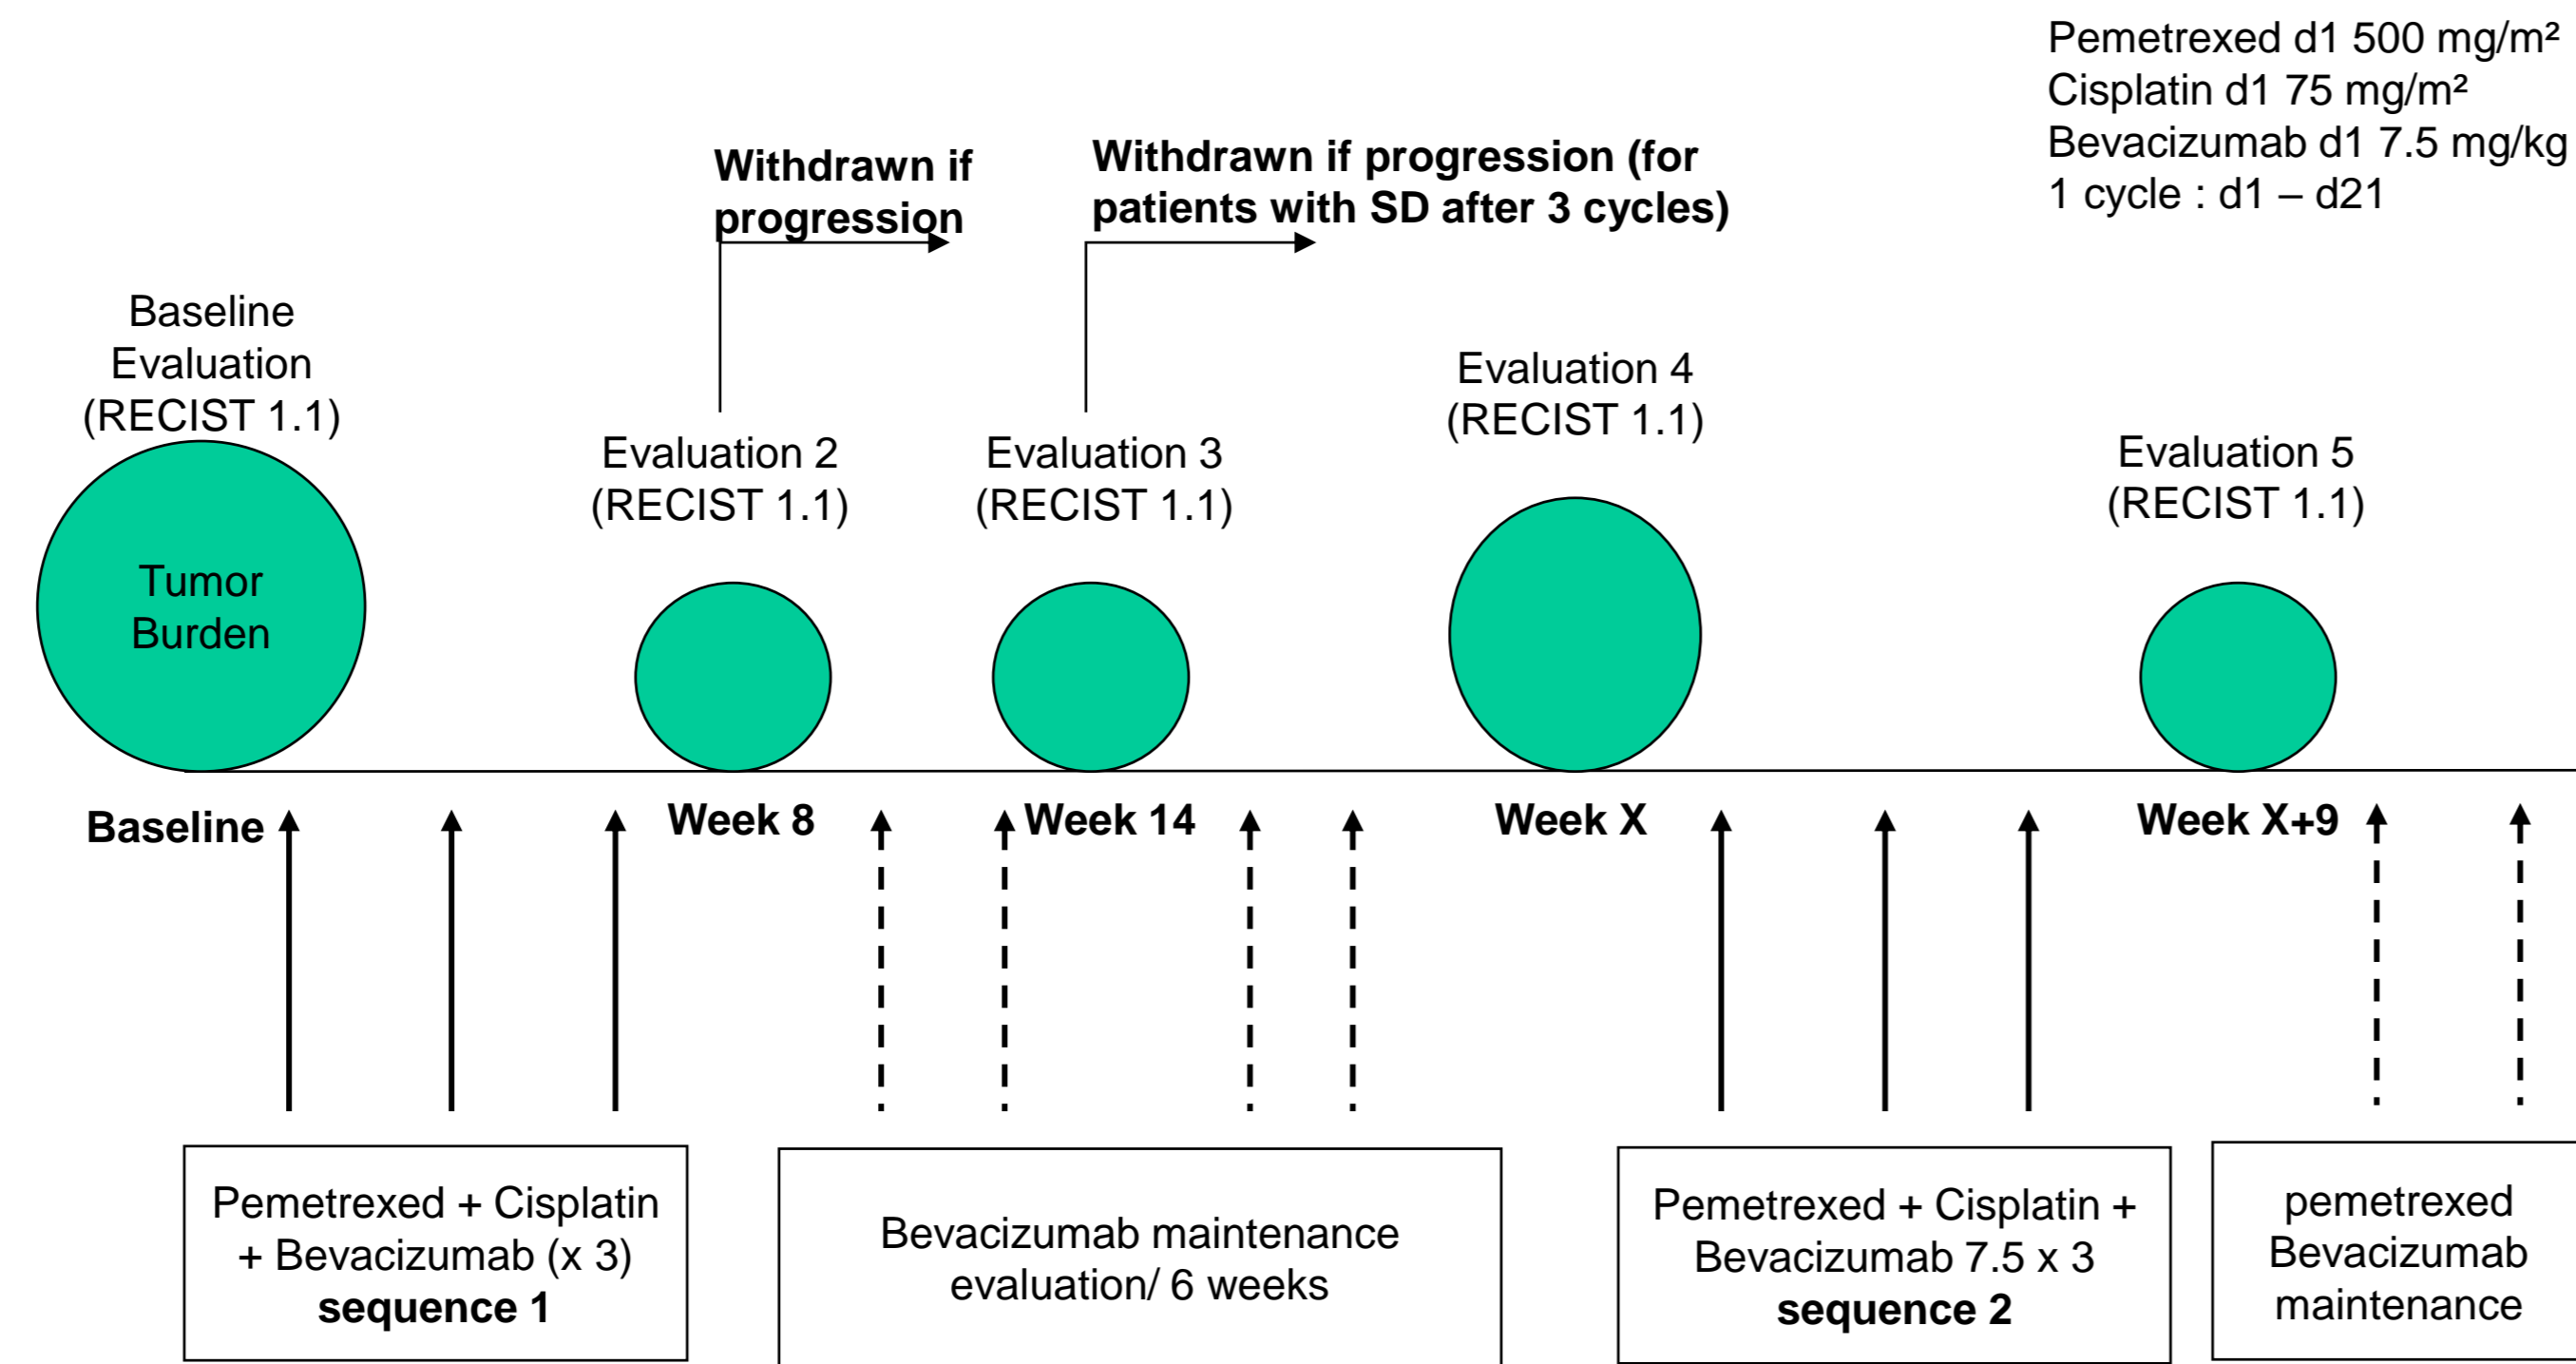 Pemetrexed d1 500 mg/m²
Cisplatin d1 75 mg/m²
Bevacizumab d1 7.5 mg/kg
1 cycle : d1 – d21
Withdrawn if
progression
Withdrawn if progression (for
patients with SD after 3 cycles)
Baseline
Evaluation
(RECIST 1.1)
Evaluation 2
(RECIST 1.1)
Evaluation 3
(RECIST 1.1)
Evaluation 4
(RECIST 1.1)
Evaluation 5
(RECIST 1.1)
Tumor
Burden
Baseline
Week 8
Week 14
Week X
Week X+9
Pemetrexed + Cisplatin
+ Bevacizumab (x 3)
sequence 1
Bevacizumab maintenance
evaluation/ 6 weeks
Pemetrexed + Cisplatin +
Bevacizumab 7.5 x 3
sequence 2
pemetrexed
Bevacizumab
maintenance